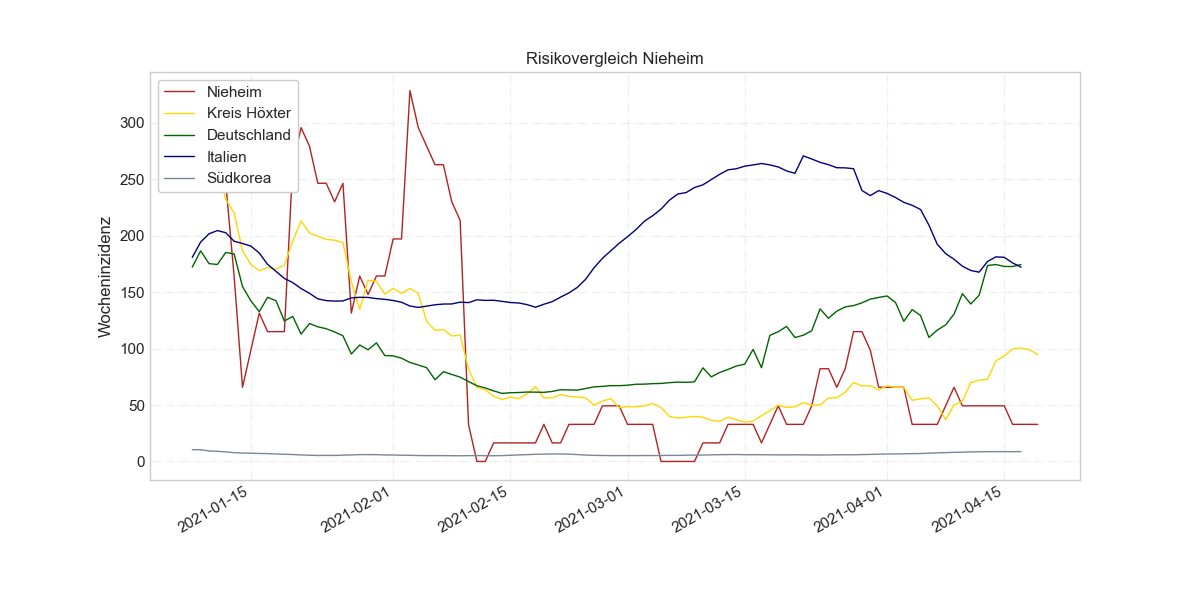 Risikovergleich Nieheim
Nieheim
Kreis Höxter
Deutschland
Italien
Südkorea
Wocheninzidenz
300
250
200
150
100
50
0
2021-01-15
2021-02-01
2021-02-15
2021-03-01
2021-03-15
2021-04-01
2021-04-15